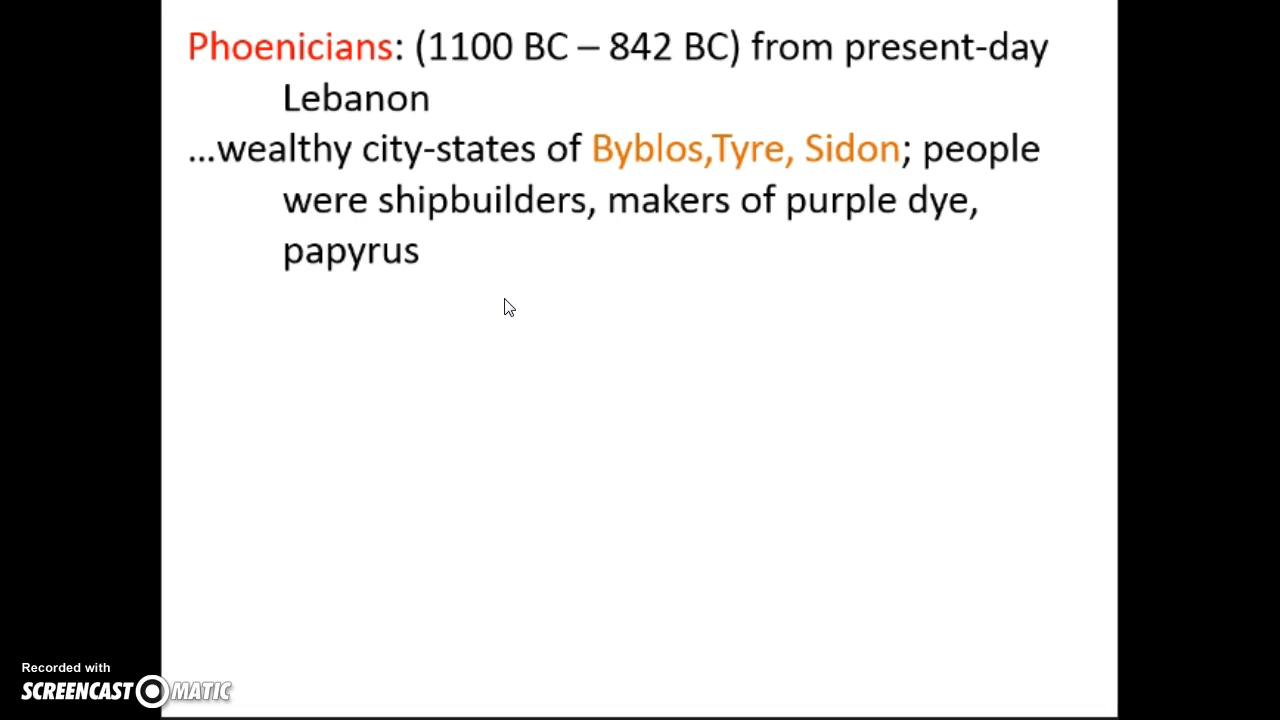 Phoenicians: (1100 BC – 842 BC) from present-day
Lebanon
...wealthy city-states of Byblos,Tyre, Sidon; people
were shipbuilders, makers of purple dye,
papyrus
Recorded with
SCREENCAST MATIC